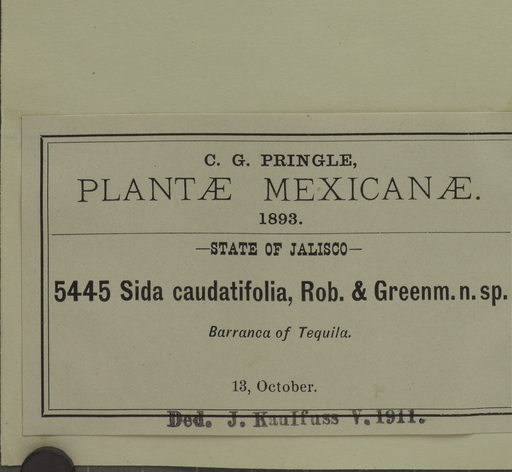 C. G. PRINGLE,
PLANTÆ MEXICANÆ.
1893.
—STATE OF JALISCO—
5445 Sida caudatifolia, Rob. & Greenm. n. sp.
Barranca of Tequila.
13, October.
Ded. J. Kaulfuss V. 1911.